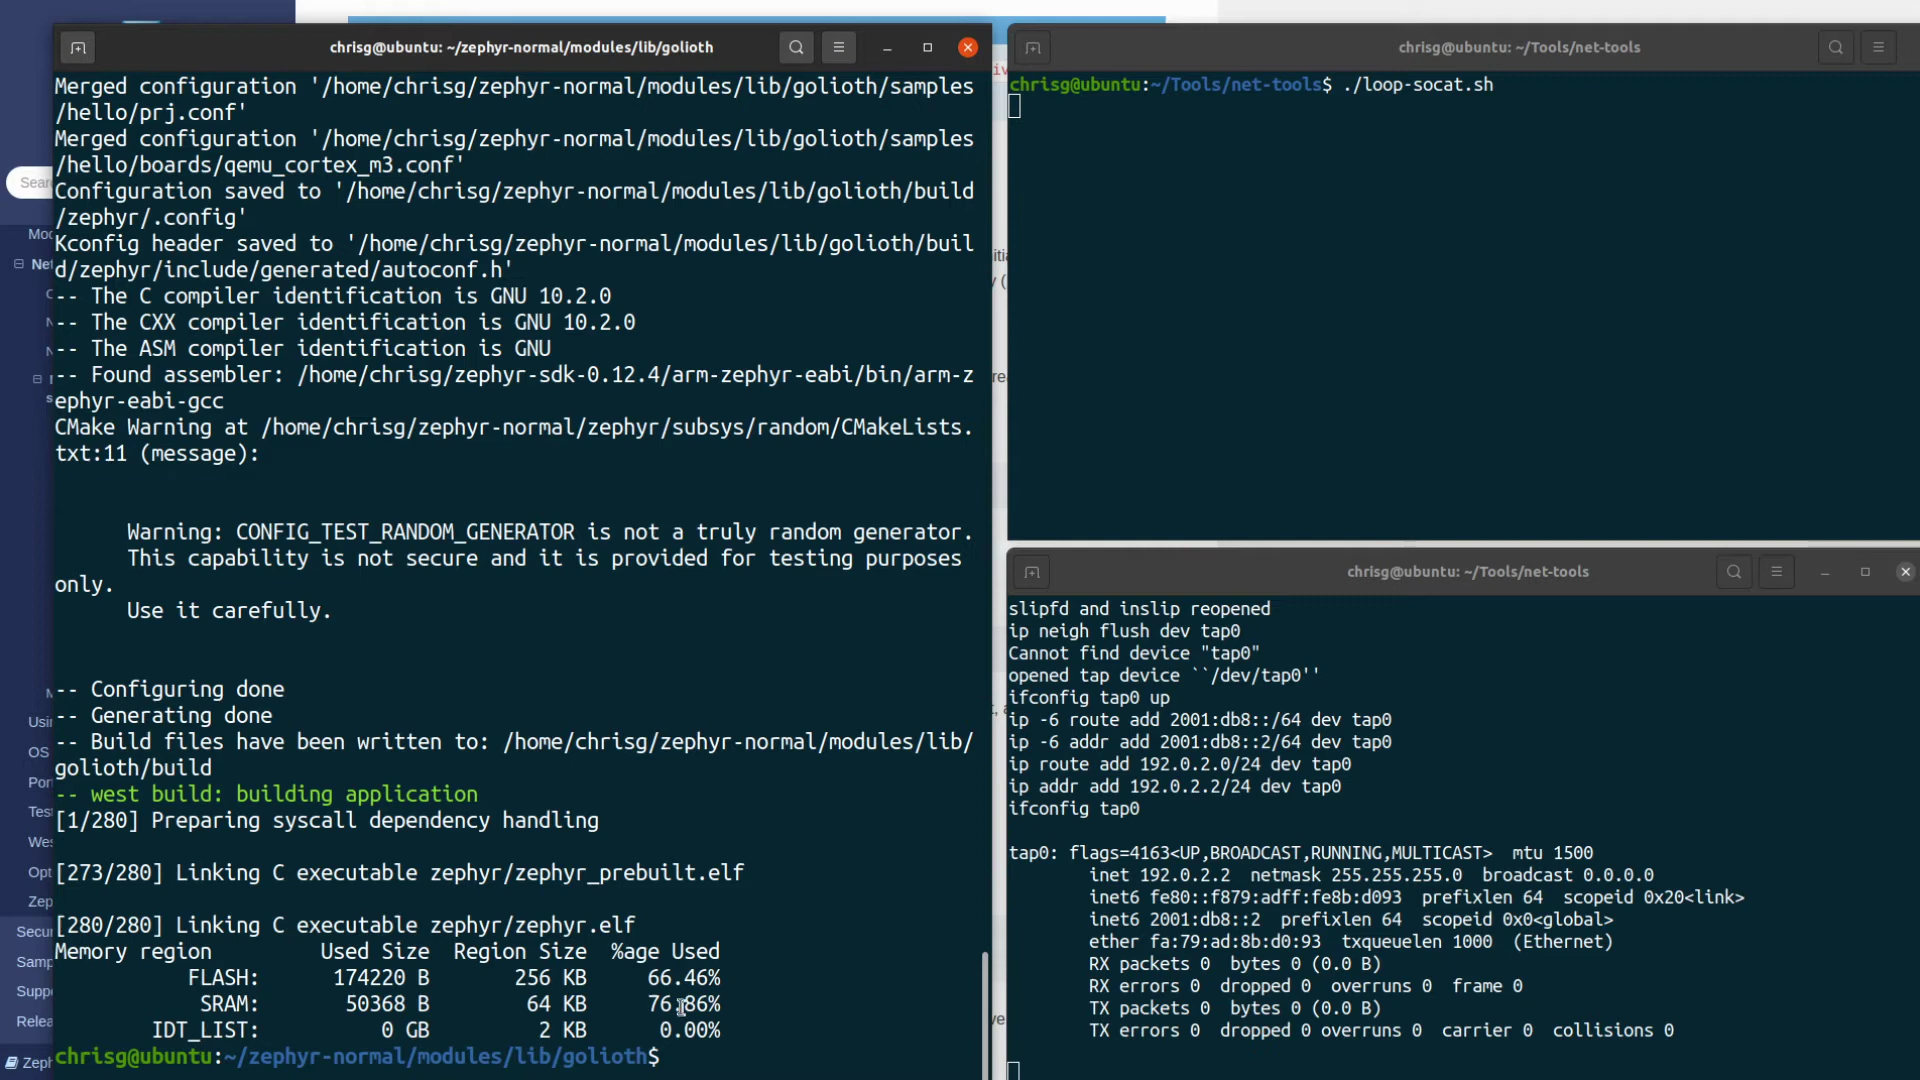 chrisg@ubuntu: ~/zephyr-normal/modules/lib/golioth
Merged configuration '/home/chrisg/zephyr-normal/modules/lib/golioth/samples
/hello/prj.conf'
Merged configuration '/home/chrisg/zephyr-normal/modules/lib/golioth/samples
/hello/boards/qemu_cortex_m3.conf'
Configuration saved to '/home/chrisg/zephyr-normal/modules/lib/golioth/build
/zephyr/.config'
Kconfig header saved to '/home/chrisg/zephyr-normal/modules/lib/golioth/buil
d/zephyr/include/generated/autoconf.h'
-- The C compiler identification is GNU 10.2.0
-- The CXX compiler identification is GNU 10.2.0
-- The ASM compiler identification is GNU
-- Found assembler: /home/chrisg/zephyr-sdk-0.12.4/arm-zephyr-eabi/bin/arm-z
ephyr-eabi-gcc
CMake Warning at /home/chrisg/zephyr-normal/zephyr/subsys/random/CMakeLists.
txt:11 (message):
Warning: CONFIG_TEST_RANDOM_GENERATOR is not a truly random generator.
This capability is not secure and it is provided for testing purposes
only.
Use it carefully.
-- Configuring done
-- Generating done
-- Build files have been written to: /home/chrisg/zephyr-normal/modules/lib/
golioth/build
-- west build: building application
[1/280] Preparing syscall dependency handling
[273/280] Linking C executable zephyr/zephyr_prebuilt.elf
[280/280] Linking C executable zephyr/zephyr.elf
Memory region Used Size Region Size %age Used
FLASH: 174220 B 256 KB 66.46%
SRAM: 50368 B 64 KB 76.86%
IDT_LIST: 0 GB 2 KB 0.00%
chrisg@ubuntu:~/zephyr-normal/modules/lib/golioth$
chrisg@ubuntu: ~/Tools/net-tools
chrisg@ubuntu:~/Tools/net-tools$ ./loop-socat.sh
chrisg@ubuntu: ~/Tools/net-tools
slipfd and inslip reopened
ip neigh flush dev tap0
Cannot find device "tap0"
opened tap device ``/dev/tap0''
ifconfig tap0 up
ip -6 route add 2001:db8::/64 dev tap0
ip -6 addr add 2001:db8::2/64 dev tap0
ip route add 192.0.2.0/24 dev tap0
ip addr add 192.0.2.2/24 dev tap0
ifconfig tap0
tap0: flags=4163<UP,BROADCAST,RUNNING,MULTICAST> mtu 1500
inet 192.0.2.2 netmask 255.255.255.0 broadcast 0.0.0.0
inet6 fe80::f879:adff:fe8b:d093 prefixlen 64 scopeid 0x20<link>
inet6 2001:db8::2 prefixlen 64 scopeid 0x0<global>
ether fa:79:ad:8b:d0:93 txqueuelen 1000 (Ethernet)
RX packets 0 bytes 0 (0.0 B)
RX errors 0 dropped 0 overruns 0 frame 0
TX packets 0 bytes 0 (0.0 B)
TX errors 0 dropped 0 overruns 0 carrier 0 collisions 0